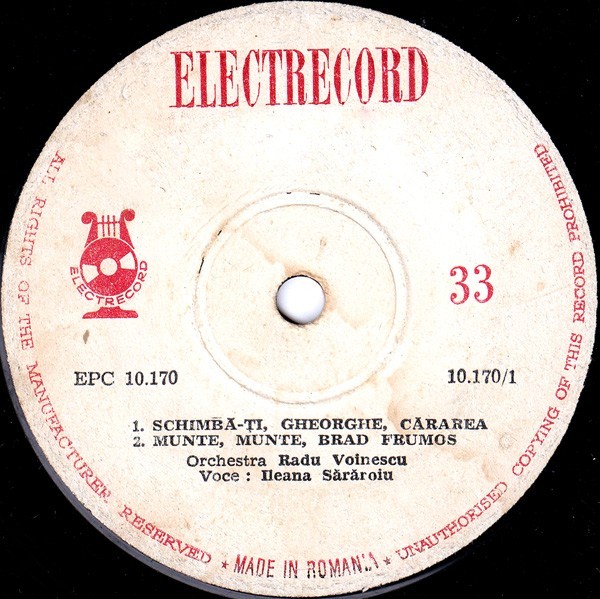 ELECTRECORD
ALL RIGHTS OF THE MANUFACTURER RESERVED ★ MADE IN ROMANIA ★ UNAUTHORISED COPYING OF THIS RECORD PROHIBITED
ELECTRECORD
33
EPC 10.170
10.170/1
1. SCHIMBĂ-ȚI, GHEORGHE, CĂRAREA
2. MUNTE, MUNTE, BRAD FRUMOS
Orchestra Radu Voinescu
Voce : Ileana Sărăroiu